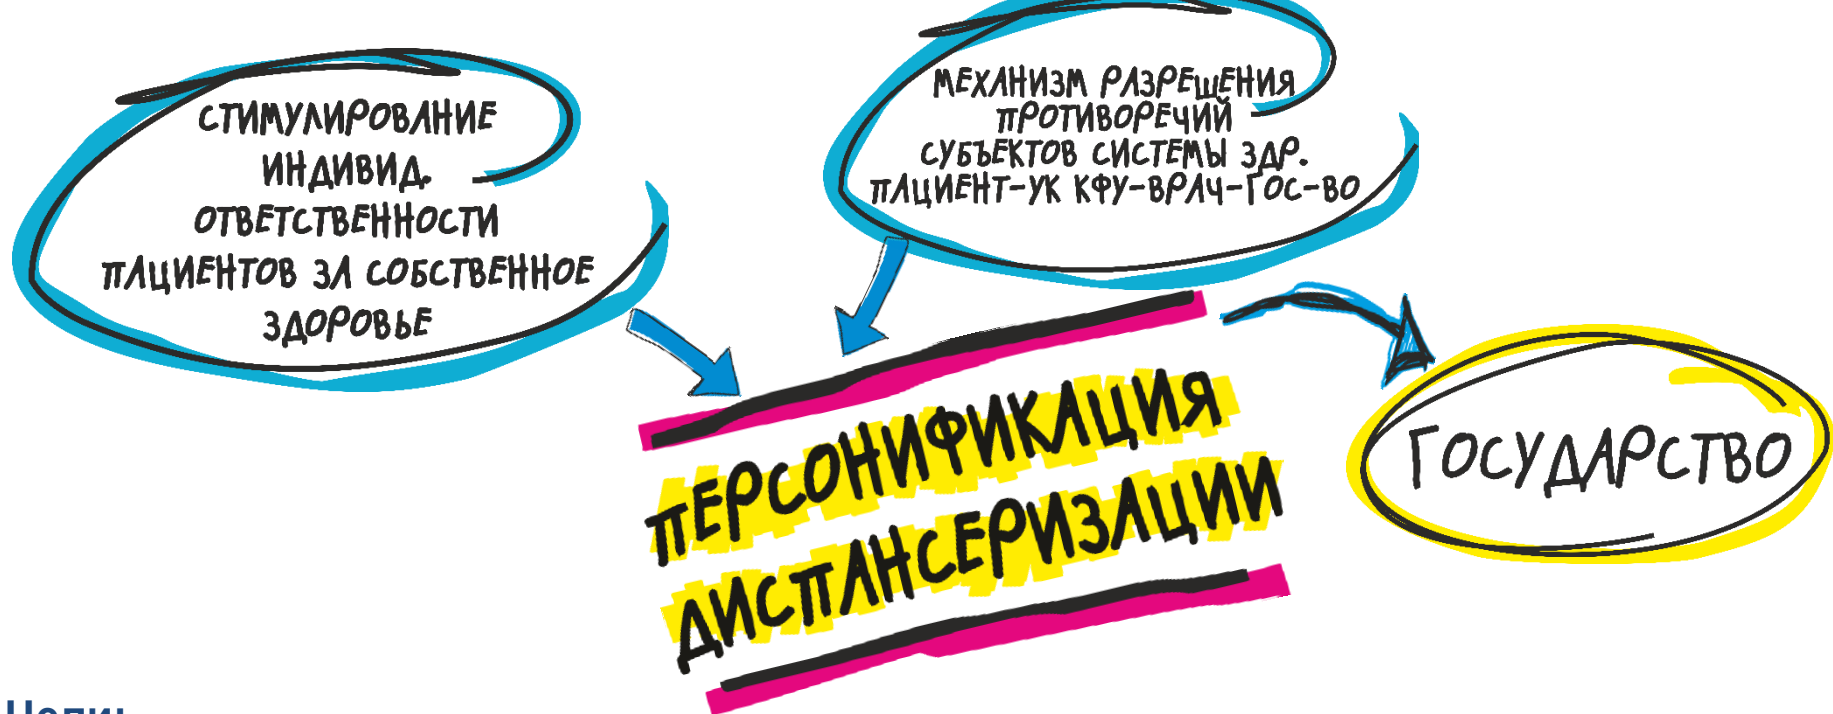 СТИМУЛИРОВАНИЕ
ИНДИВИД.
ОТВЕТСТВЕННОСТИ
ПАЦИЕНТОВ ЗА СОБСТВЕННОЕ
ЗДОРОВЬЕ
МЕХАНИЗМ РАЗРЕШЕНИЯ
ПРОТИВОРЕЧИЙ
СУБЪЕКТОВ СИСТЕМЫ ЗДР.
ПАЦИЕНТ-УК КФУ-ВРАЧ-ГОС-ВО
ПЕРСОНИФИКАЦИЯ
ДИСПАНСЕРИЗАЦИИ
ГОСУДАРСТВО